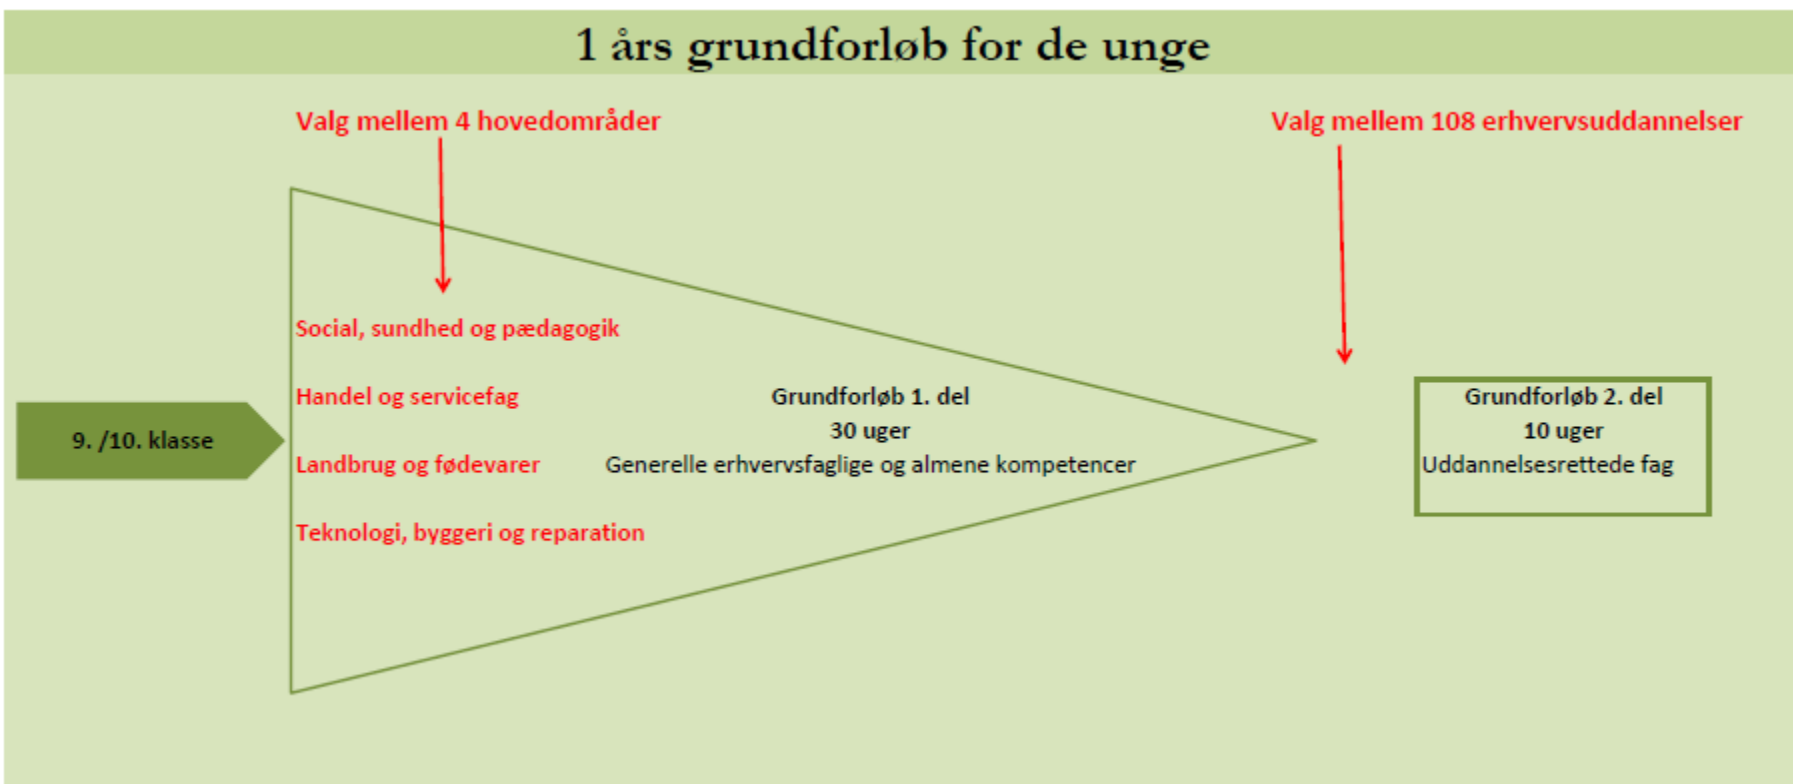 1 års grundforløb for de unge
Valg mellem 4 hovedområder
Valg mellem 108 erhvervsuddannelser
Social, sundhed og pædagogik
Handel og servicefag
Landbrug og fødevarer
Teknologi, byggeri og reparation
9. /10. klasse
Grundforløb 1. del
30 uger
Generelle erhvervsfaglige og almene kompetencer
Grundforløb 2. del
10 uger
Uddannelsesrettede fag